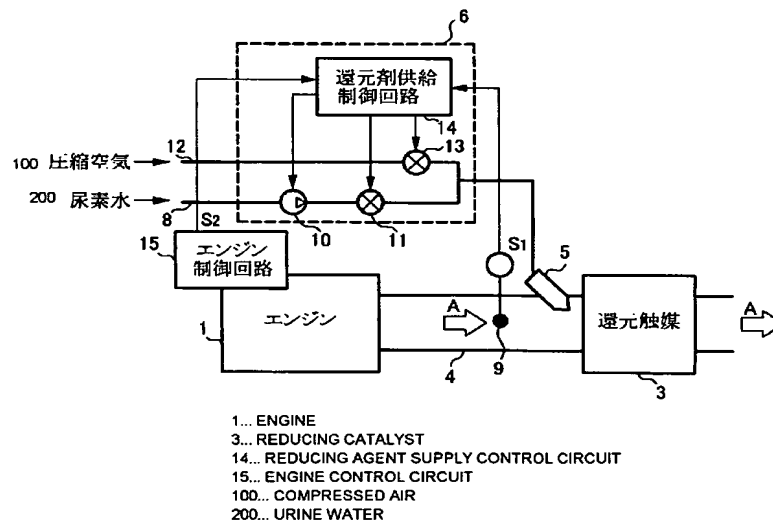 6
還元剤供給
制御回路
14
13
100 圧縮空気
12
200 尿素水
8
S2
10
11
15
エンジン
制御回路
S1
5
エンジン
1
A
9
4
還元触媒
3
A
1... ENGINE
3... REDUCING CATALYST
14... REDUCING AGENT SUPPLY CONTROL CIRCUIT
15... ENGINE CONTROL CIRCUIT
100... COMPRESSED AIR
200... URINE WATER